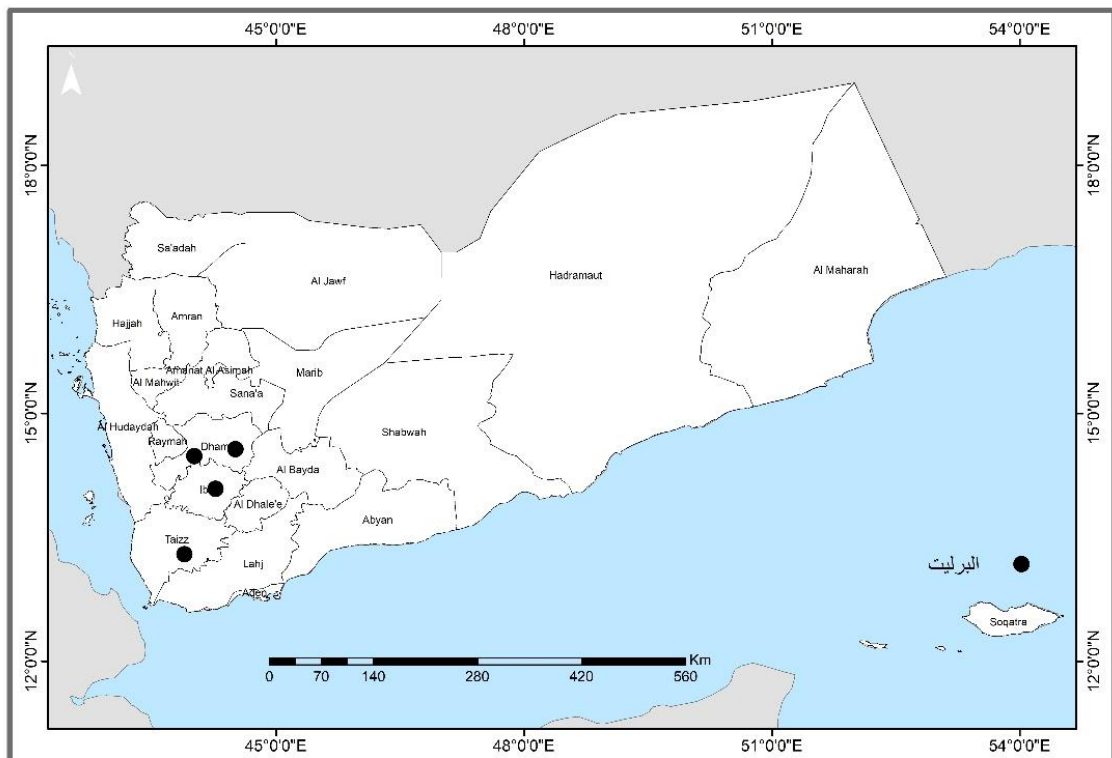 45°0'0"E 48°0'0"E 51°0'0"E 54°0'0"E
18°0'0"N 18°0'0"N
Sa'adah
Al Jawf
Hadramaut
Al Maharah
Hajjah
Amran
Amanat Al Asimah
Marib
Al Mahwit
Sana'a
15°0'0"N 15°0'0"N
Al Hudaydah
Shabwah
Raymah
Al Bayda
Al Dhale'e
Abyan
Taizz
Lahj
Aden
البرليت
Soqatra
12°0'0"N 12°0'0"N
Km
0 70 140 280 420 560
45°0'0"E 48°0'0"E 51°0'0"E 54°0'0"E